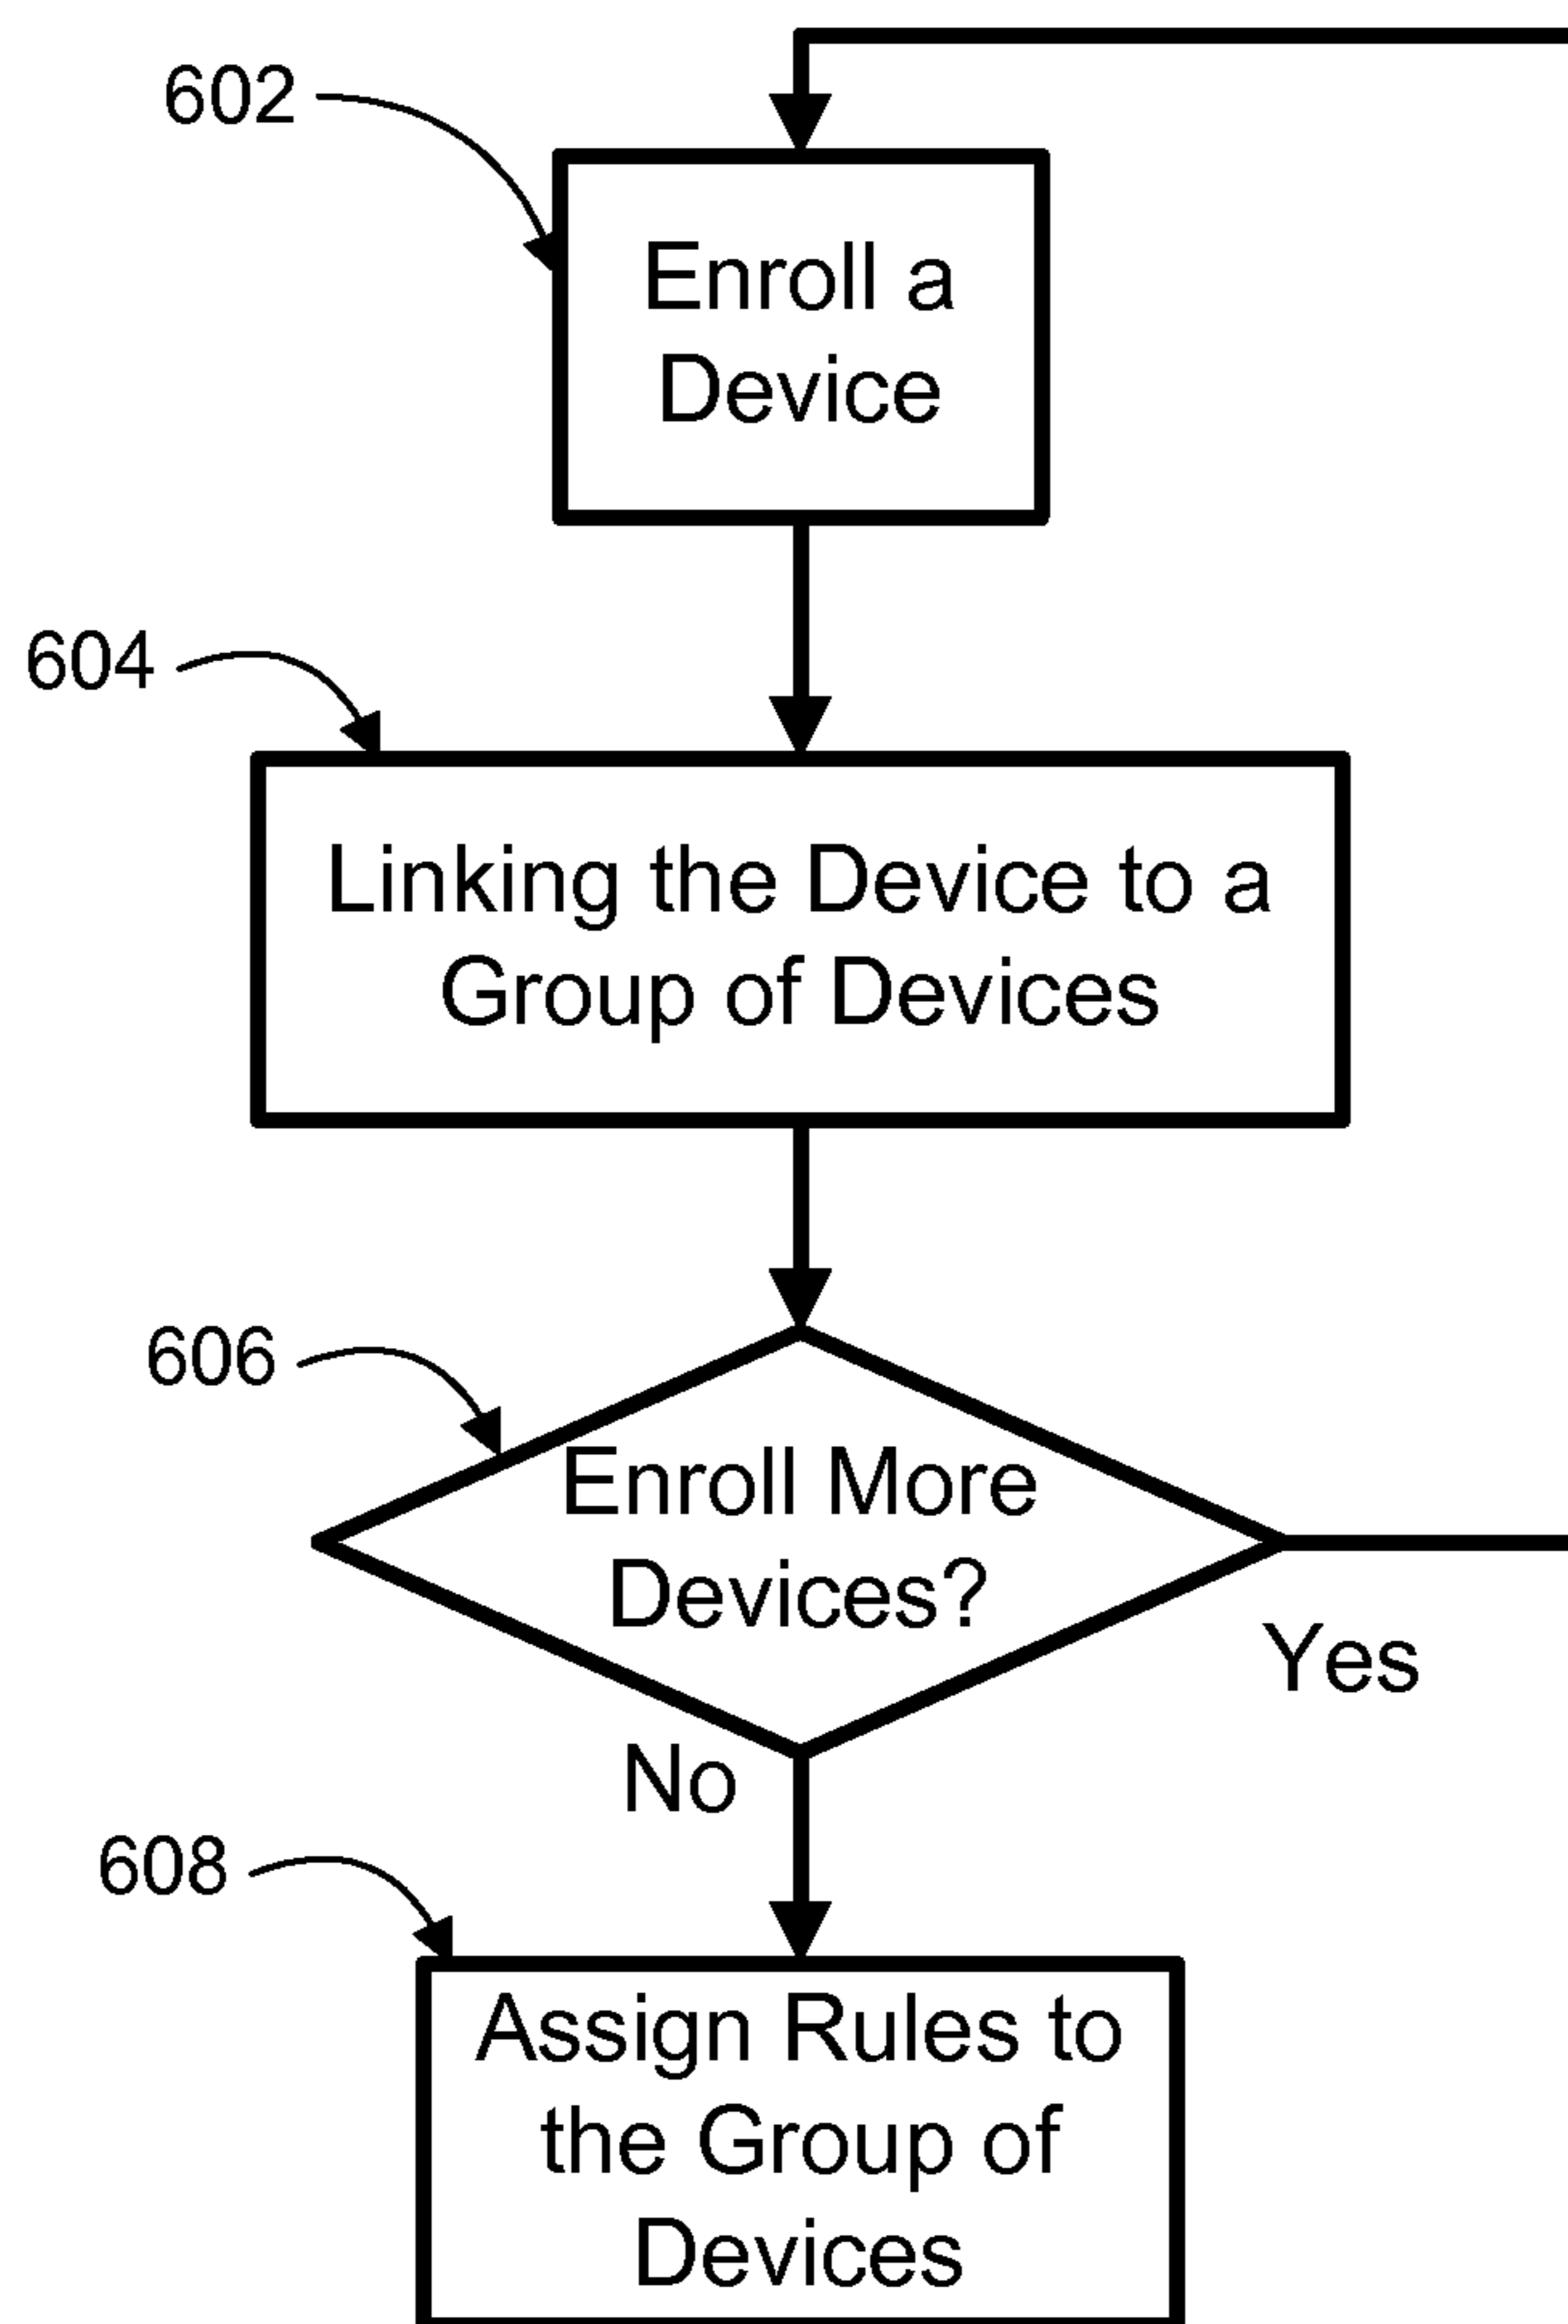 602
Enroll a
Device
604
Linking the Device to a
Group of Devices
606
Enroll More
Devices?
Yes
No
608
Assign Rules to
the Group of
Devices